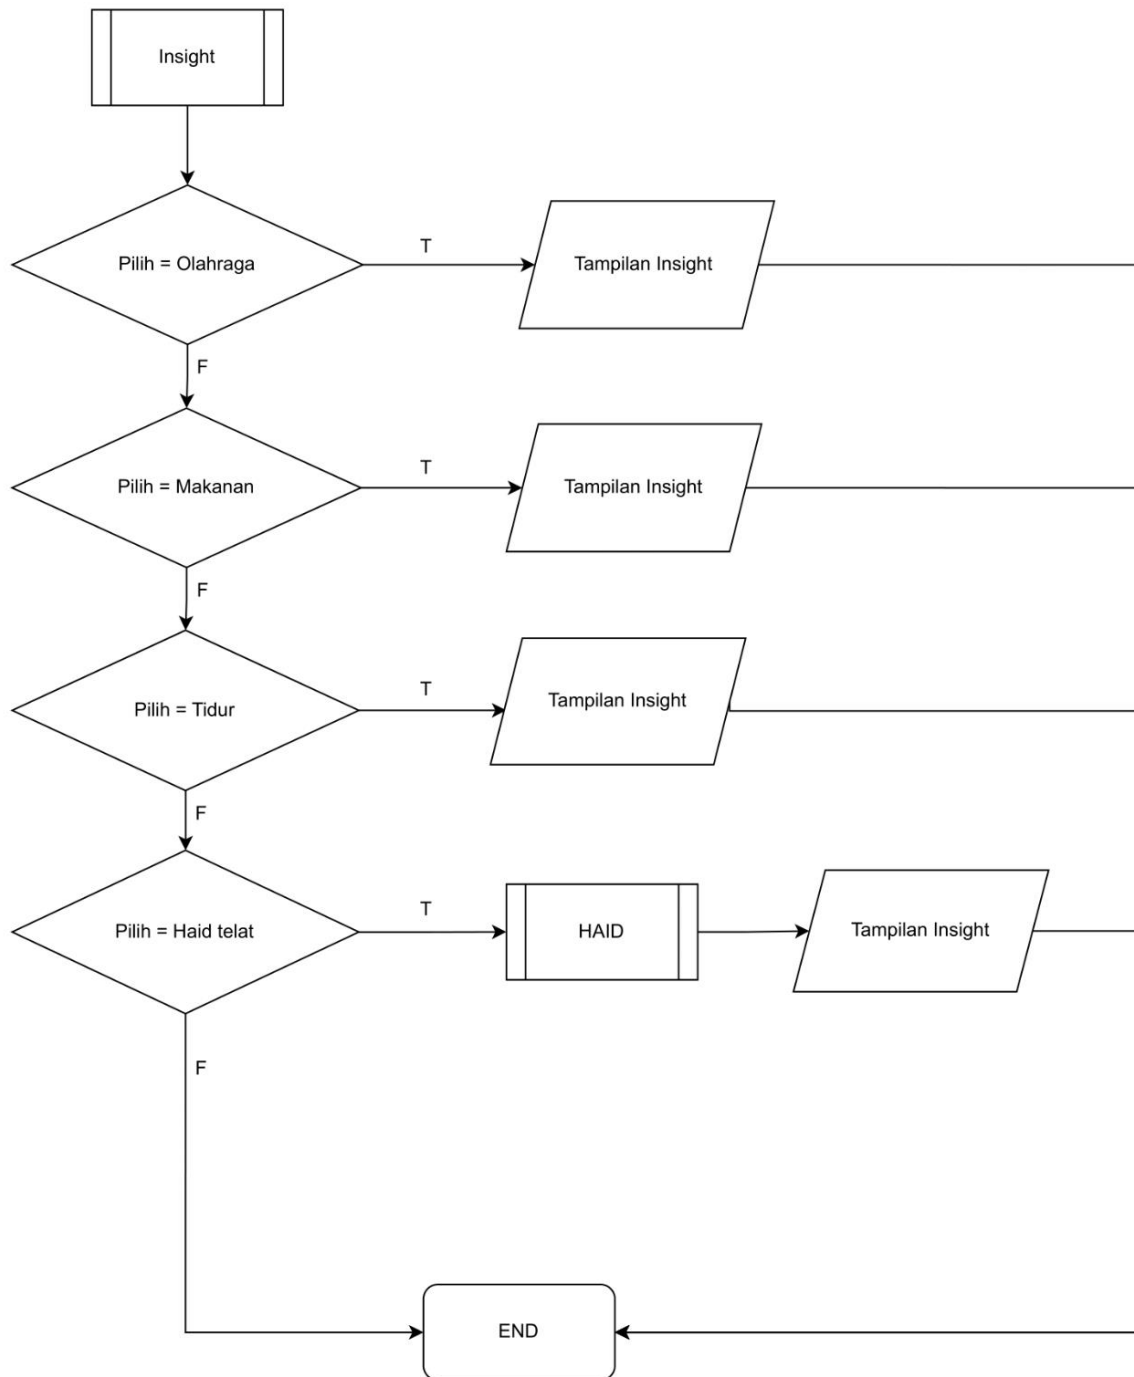 Insight
Pilih = Olahraga
T
Tampilan Insight
F
Pilih = Makanan
T
Tampilan Insight
F
Pilih = Tidur
T
Tampilan Insight
F
Pilih = Haid telat
T
HAID
Tampilan Insight
F
END